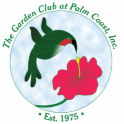 The Garden Club at Palm Coast, Inc.
• Est. 1975 •